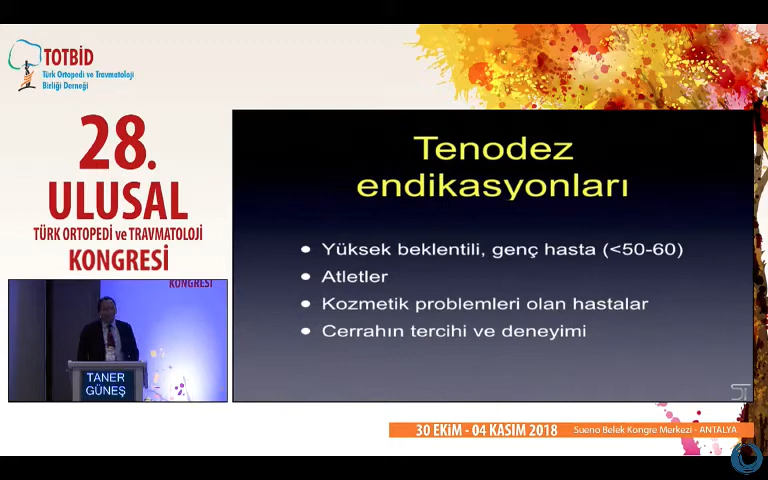 TOTBİD
Türk Ortopedi ve Travmatoloji
Birliği Derneği
28.
ULUSAL
TÜRK ORTOPEDİ ve TRAVMATOLOJİ
KONGRESİ
KONGRESİ
TANER
GÜNEŞ
Tenodez
endikasyonları
• Yüksek beklentili, genç hasta (<50-60)
• Atletler
• Kozmetik problemleri olan hastalar
• Cerrahın tercihi ve deneyimi
30 EKİM - 04 KASIM 2018 Sueno Belek Kongre Merkezi - ANTALYA